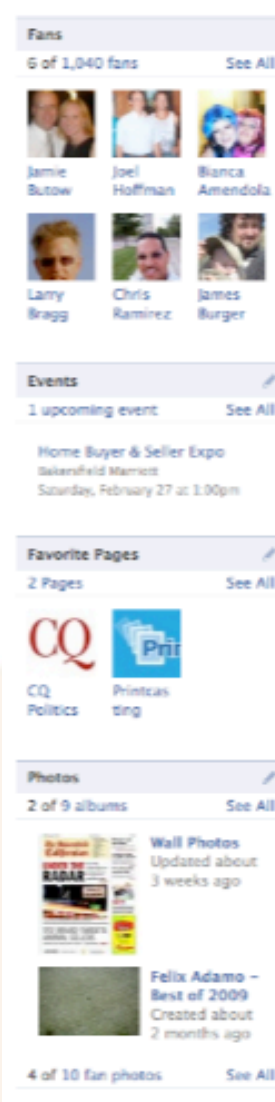 Fans
6 of 1,040 fans See All
Jamie Butow
Joel Hoffman
Bianca Amendola
Larry Bragg
Chris Ramirez
James Burger
Events
1 upcoming event See All
Home Buyer & Seller Expo
Bakersfield Marriott
Saturday, February 27 at 1:00pm
Favorite Pages
2 Pages See All
CQ
Prin
CQ Politics
Printcas
ting
Photos
2 of 9 albums See All
UNDER THE
RADAR
Wall Photos
Updated about
3 weeks ago
Felix Adamo –
Best of 2009
Created about
2 months ago
4 of 10 fan photos See All